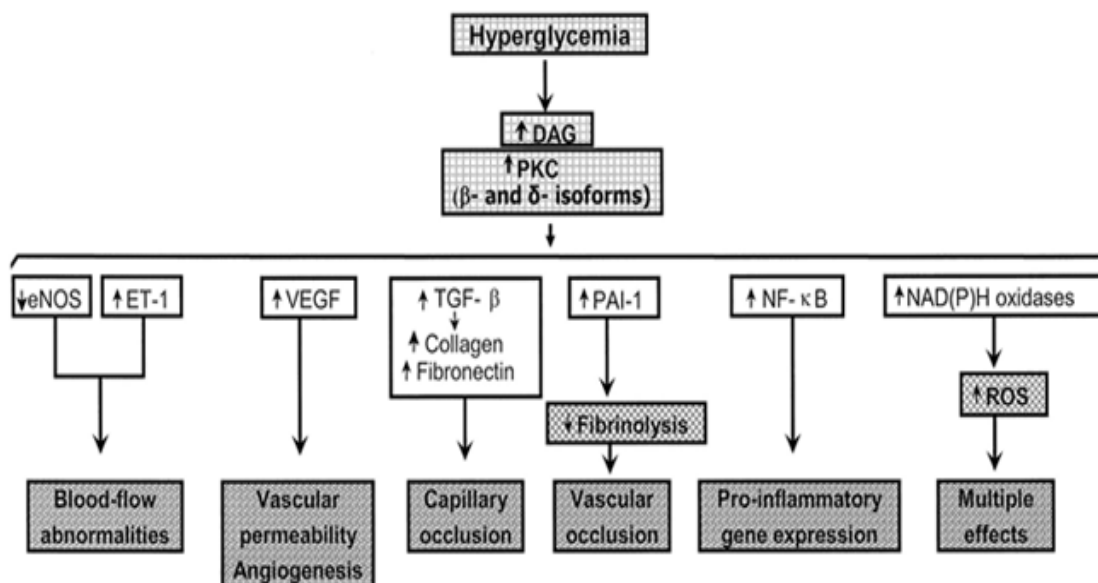 Hyperglycemia
↑DAG
↑PKC
(β- and δ- isoforms)
↓eNOS
↑ET-1
↑VEGF
↑TGF- β
↓
↑Collagen
↑Fibronectin
↑PAI-1
↑NF- κB
↑NAD(P)H oxidases
↓Fibrinolysis
↑ROS
Blood-flow
abnormalities
Vascular
permeability
Angiogenesis
Capillary
occlusion
Vascular
occlusion
Pro-inflammatory
gene expression
Multiple
effects